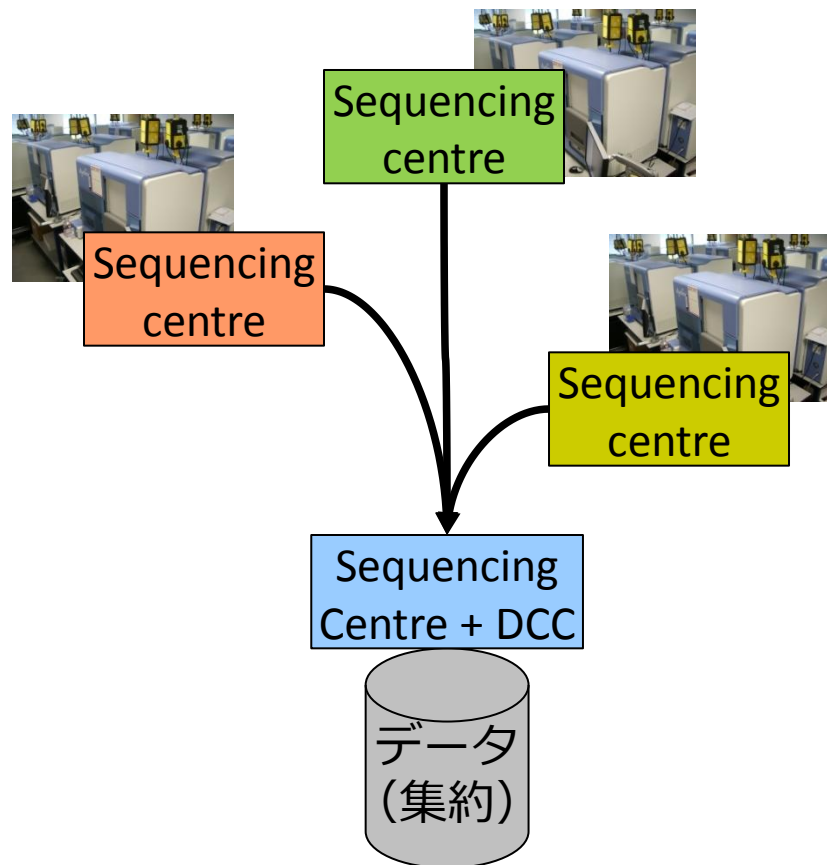 Sequencing
centre
Sequencing
centre
Sequencing
centre
Sequencing
Centre + DCC
データ
（集約）